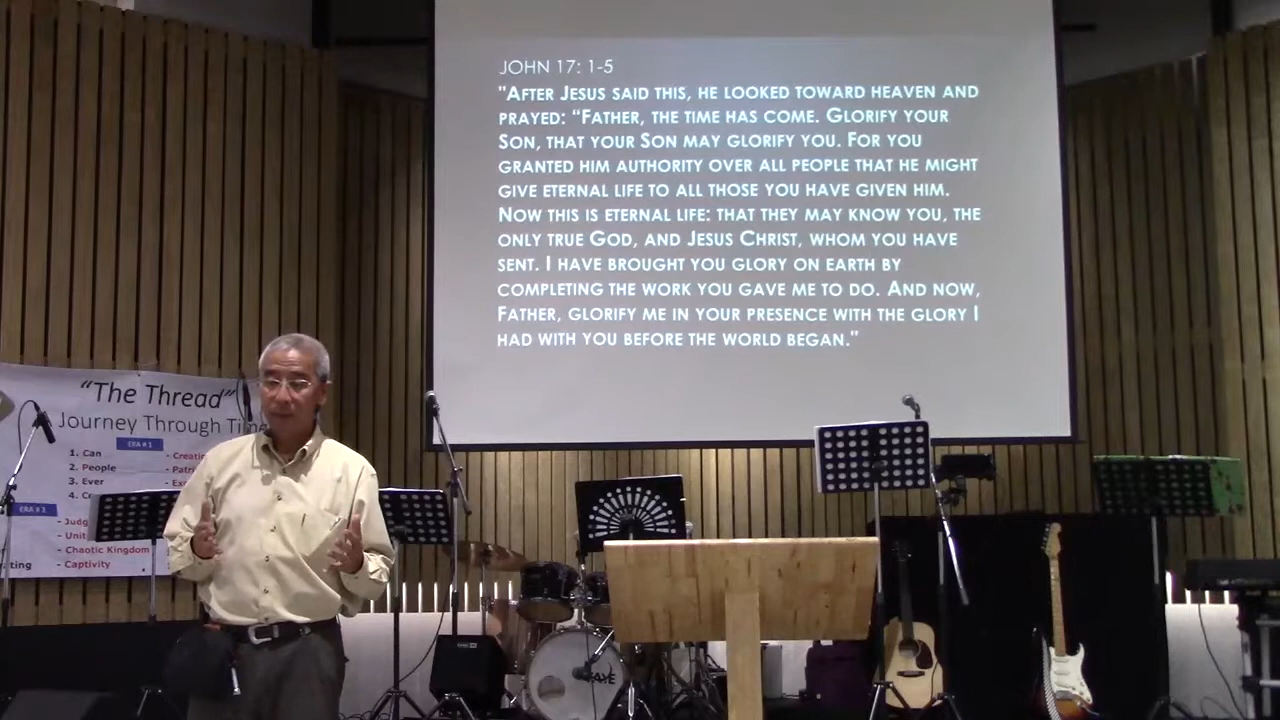 JOHN 17: 1-5
"AFTER JESUS SAID THIS, HE LOOKED TOWARD HEAVEN AND
PRAYED: “FATHER, THE TIME HAS COME. GLORIFY YOUR
SON, THAT YOUR SON MAY GLORIFY YOU. FOR YOU
GRANTED HIM AUTHORITY OVER ALL PEOPLE THAT HE MIGHT
GIVE ETERNAL LIFE TO ALL THOSE YOU HAVE GIVEN HIM.
NOW THIS IS ETERNAL LIFE: THAT THEY MAY KNOW YOU, THE
ONLY TRUE GOD, AND JESUS CHRIST, WHOM YOU HAVE
SENT. I HAVE BROUGHT YOU GLORY ON EARTH BY
COMPLETING THE WORK YOU GAVE ME TO DO. AND NOW,
FATHER, GLORIFY ME IN YOUR PRESENCE WITH THE GLORY I
HAD WITH YOU BEFORE THE WORLD BEGAN."
“The Thread”
Journey Through Time
ERA # 1
1. Can
2. People
3. Ever
4.
- Chaotic Kingdom
- Captivity